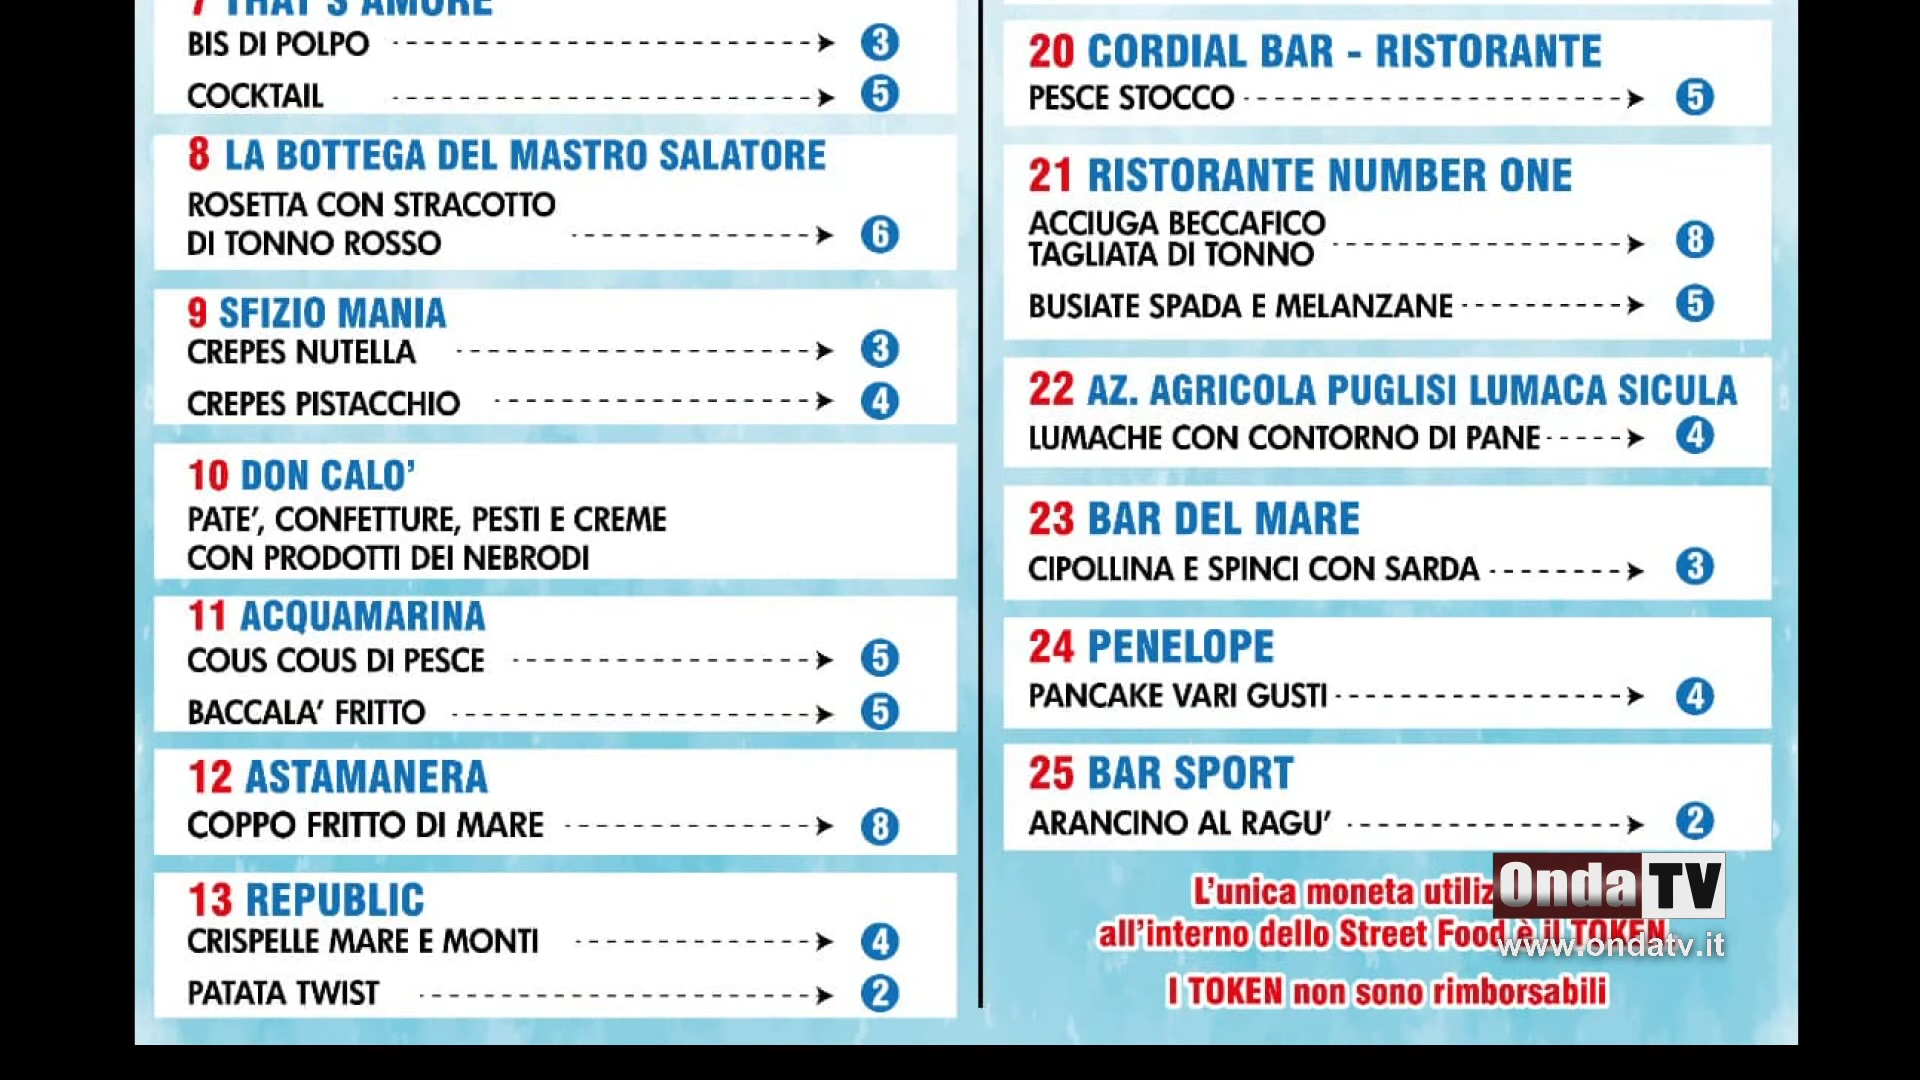 7 THAT'S AMORE
BIS DI POLPO 3
COCKTAIL 5
8 LA BOTTEGA DEL MASTRO SALATORE
ROSETTA CON STRACOTTO
DI TONNO ROSSO 6
9 SFIZIO MANIA
CREPES NUTELLA 3
CREPES PISTACCHIO 4
10 DON CALO'
PATE', CONFETTURE, PESTI E CREME
CON PRODOTTI DEI NEBRODI
11 ACQUAMARINA
COUS COUS DI PESCE 5
BACCALA' FRITTO 5
12 ASTAMANERA
COPPO FRITTO DI MARE 8
13 REPUBLIC
CRISPELLE MARE E MONTI 4
PATATA TWIST 2
20 CORDIAL BAR - RISTORANTE
PESCE STOCCO 5
21 RISTORANTE NUMBER ONE
ACCIUGA BECCAFICO
TAGLIATA DI TONNO 8
BUSIATE SPADA E MELANZANE 5
22 AZ. AGRICOLA PUGLISI LUMACA SICULA
LUMACHE CON CONTORNO DI PANE 4
23 BAR DEL MARE
CIPOLLINA E SPINCI CON SARDA 3
24 PENELOPE
PANCAKE VARI GUSTI 4
25 BAR SPORT
ARANCINO AL RAGU' 2
L'unica moneta
all'interno dello Street Food è il TOKEN
I TOKEN non sono rimborsabili
Onda TV
www.ondatv.it